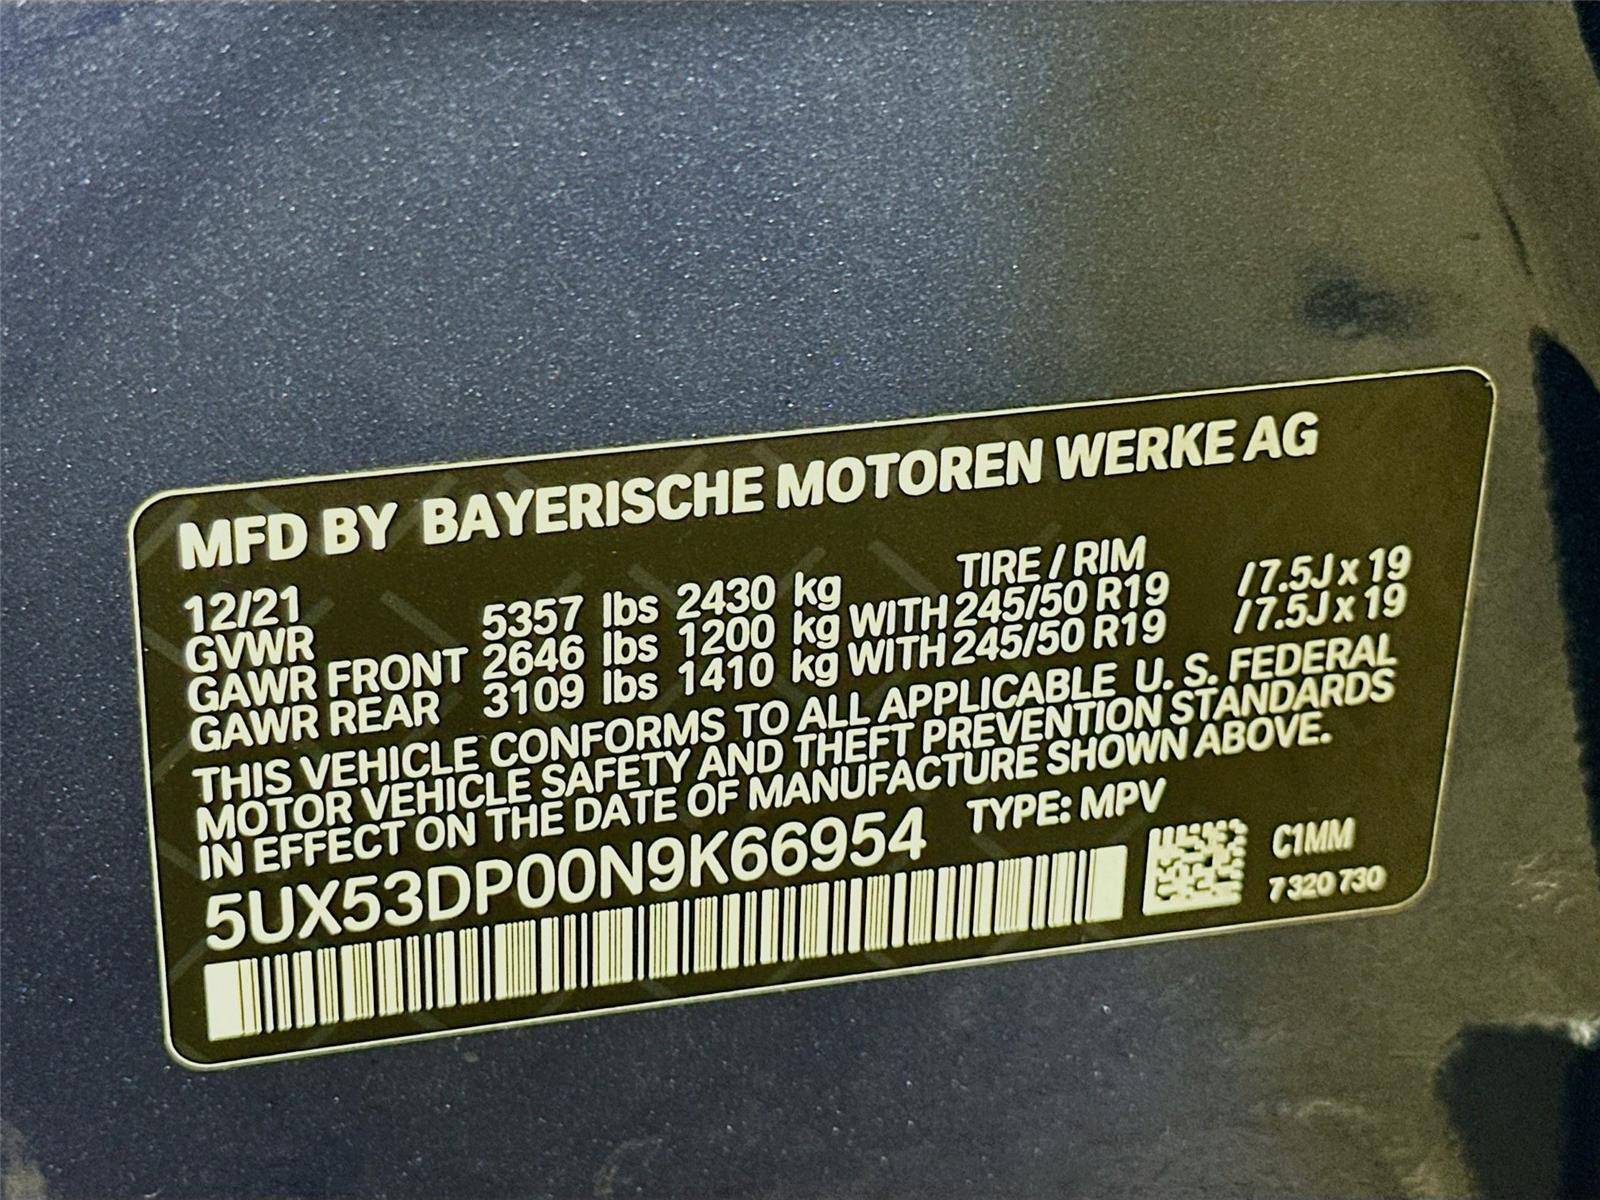 MFD BY BAYERISCHE MOTOREN WERKE AG
12/21 TIRE / RIM
GVWR 5357 lbs 2430 kg
GAWR FRONT 2646 lbs 1200 kg WITH 245/50 R19 / 7.5J x 19
GAWR REAR 3109 lbs 1410 kg WITH 245/50 R19 / 7.5J x 19
THIS VEHICLE CONFORMS TO ALL APPLICABLE U. S. FEDERAL
MOTOR VEHICLE SAFETY AND THEFT PREVENTION STANDARDS
IN EFFECT ON THE DATE OF MANUFACTURE SHOWN ABOVE.
5UX53DP00N9K66954 TYPE: MPV
C1MM
7 320 730